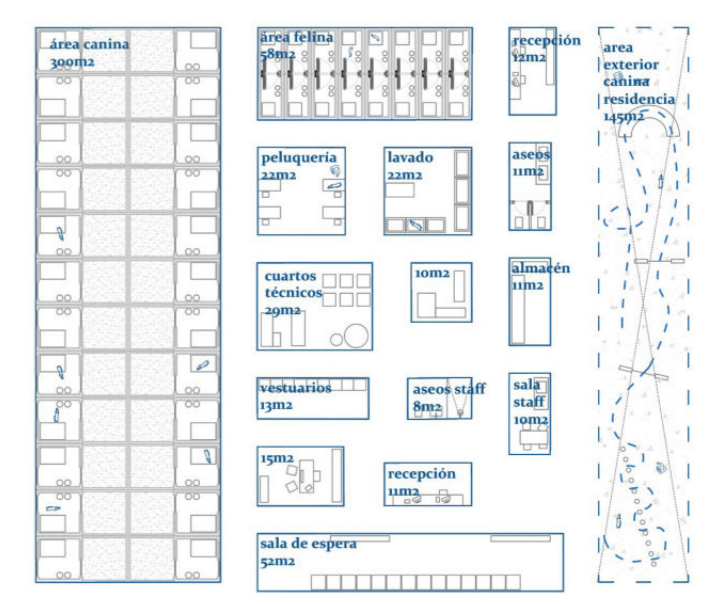 área canina
300m2
área felina
58m2
recepción
12m2
area
exterior
canina
residencia
145m2
peluquería
22m2
lavado
22m2
aseos
11m2
cuartos
técnicos
29m2
10m2
almacén
11m2
vestuarios
13m2
aseos staff
8m2
sala
staff
10m2
15m2
recepción
11m2
sala de espera
52m2